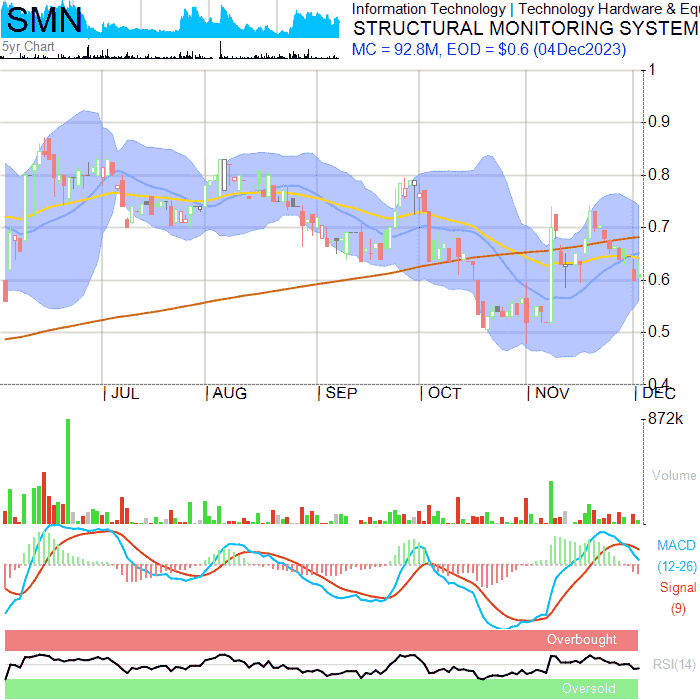 SMN
Information Technology | Technology Hardware & Eq
STRUCTURAL MONITORING SYSTEM
5yr Chart
MC = 92.8M, EOD = $0.6 (04Dec2023)
1
0.9
0.8
0.7
0.6
0.5
0.4
JUL AUG SEP OCT NOV DEC
872k
Volume
MACD
(12-26)
Signal
(9)
Overbought
RSI(14)
Oversold